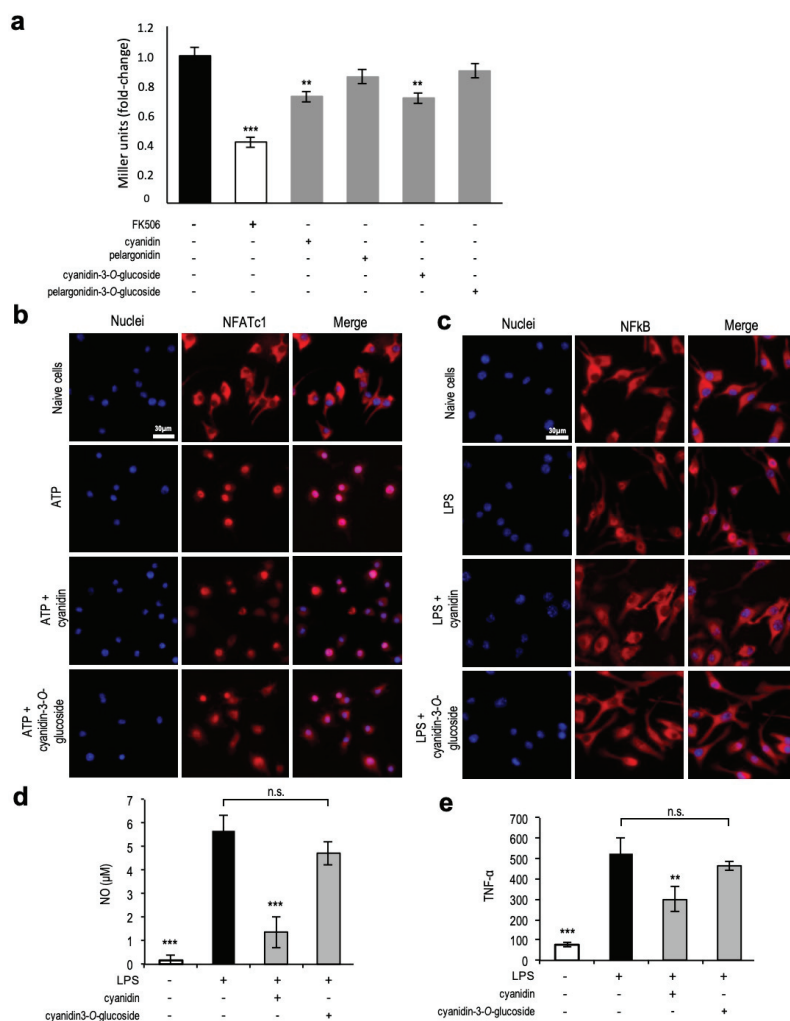 a
Miller units (fold-change)
1.2
1.0
0.8
0.6
0.4
0.2
0
***
**
**
FK506 - + - - - -
cyanidin - - + - - -
pelargonidin - - - + - -
cyanidin-3-O-glucoside - - - - + -
pelargonidin-3-O-glucoside - - - - - +
b
Nuclei NFATc1 Merge
Naive cells
30µm
ATP
ATP +
cyanidin
ATP +
cyanidin-3-O-
glucoside
c
Nuclei NFkB Merge
Naive cells
30µm
LPS
LPS +
cyanidin
LPS +
cyanidin-3-O-
glucoside
d
n.s.
NO (µM)
7
6
5
4
3
2
1
0
***
***
LPS - + + +
cyanidin - - + -
cyanidin3-O-glucoside - - - +
e
n.s.
TNF-α
700
600
500
400
300
200
100
0
***
**
LPS - + + +
cyanidin - - + -
cyanidin-3-O-glucoside - - - +